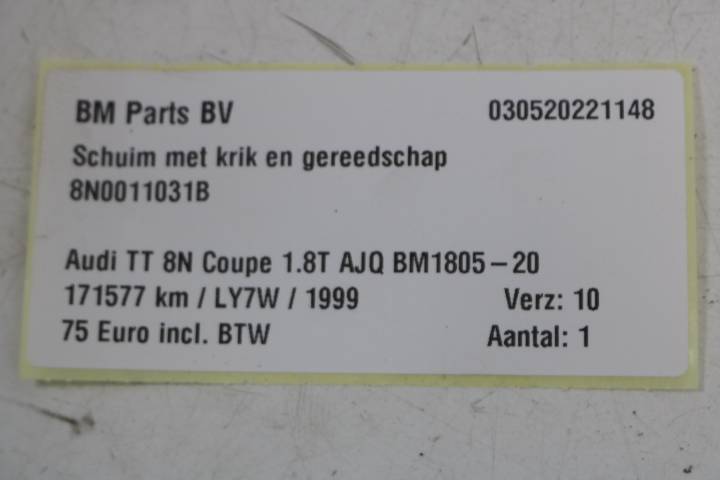 BM Parts BV 030520221148
Schuim met krik en gereedschap
8N0011031B
Audi TT 8N Coupe 1.8T AJQ BM1805-20
171577 km / LY7W / 1999 Verz: 10
75 Euro incl. BTW Aantal: 1